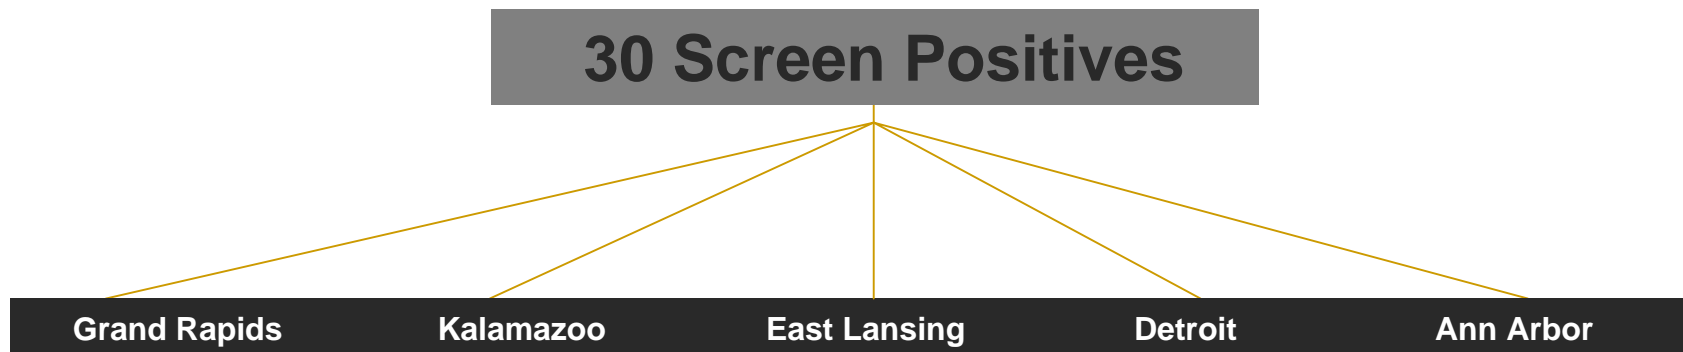 30 Screen Positives
Grand Rapids Kalamazoo East Lansing Detroit Ann Arbor